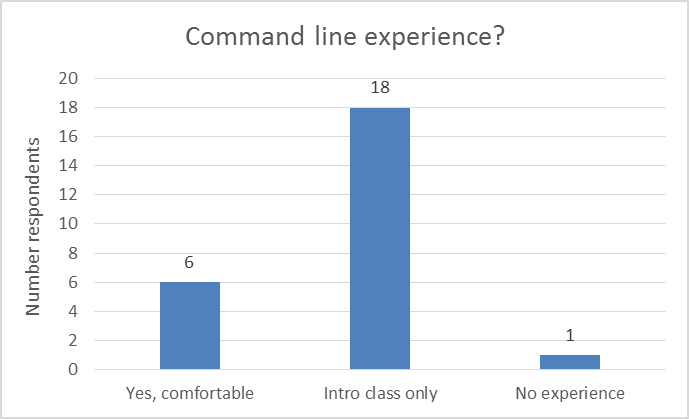 Command line experience?
Number respondents
20
18
16
14
12
10
8
6
4
2
0
6
18
1
Yes, comfortable
Intro class only
No experience